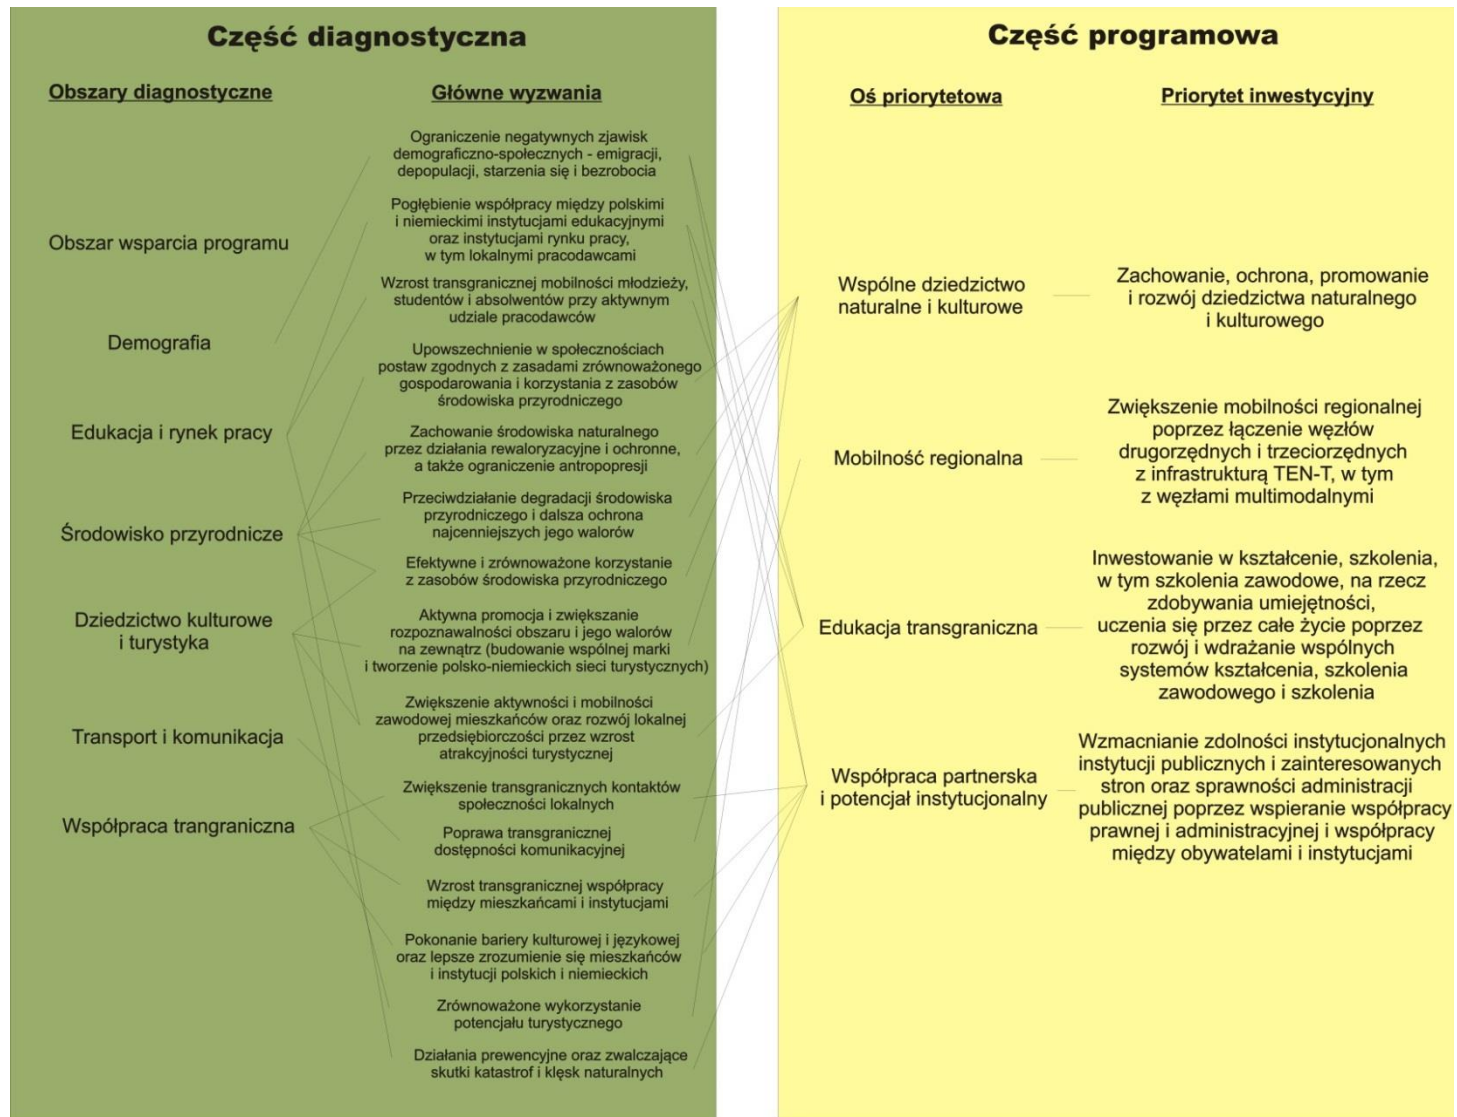 Część diagnostyczna
Obszary diagnostyczne
Obszar wsparcia programu
Demografia
Edukacja i rynek pracy
Środowisko przyrodnicze
Dziedzictwo kulturowe
i turystyka
Transport i komunikacja
Współpraca trangraniczna
Główne wyzwania
Ograniczenie negatywnych zjawisk
demograficzno-społecznych - emigracji,
depopulacji, starzenia się i bezrobocia
Pogłębienie współpracy między polskimi
i niemieckimi instytucjami edukacyjnymi
oraz instytucjami rynku pracy,
w tym lokalnymi pracodawcami
Wzrost transgranicznej mobilności młodzieży,
studentów i absolwentów przy aktywnym
udziale pracodawców
Upowszechnienie w społecznościach
postaw zgodnych z zasadami zrównoważonego
gospodarowania i korzystania z zasobów
środowiska przyrodniczego
Zachowanie środowiska naturalnego
przez działania rewaloryzacyjne i ochronne,
a także ograniczenie antropopresji
Przeciwdziałanie degradacji środowiska
przyrodniczego i dalsza ochrona
najcenniejszych jego walorów
Efektywne i zrównoważone korzystanie
z zasobów środowiska przyrodniczego
Aktywna promocja i zwiększanie
rozpoznawalności obszaru i jego walorów
na zewnątrz (budowanie wspólnej marki
i tworzenie polsko-niemieckich sieci turystycznych)
Zwiększenie aktywności i mobilności
zawodowej mieszkańców oraz rozwój lokalnej
przedsiębiorczości przez wzrost
atrakcyjności turystycznej
Zwiększenie transgranicznych kontaktów
społeczności lokalnych
Poprawa transgranicznej
dostępności komunikacyjnej
Wzrost transgranicznej współpracy
między mieszkańcami i instytucjami
Pokonanie bariery kulturowej i językowej
oraz lepsze zrozumienie się mieszkańców
i instytucji polskich i niemieckich
Zrównoważone wykorzystanie
potencjału turystycznego
Działania prewencyjne oraz zwalczające
skutki katastrof i klęsk naturalnych
Część programowa
Oś priorytetowa
Wspólne dziedzictwo
naturalne i kulturowe
Mobilność regionalna
Edukacja transgraniczna
Współpraca partnerska
i potencjał instytucjonalny
Priorytet inwestycyjny
Zachowanie, ochrona, promowanie
i rozwój dziedzictwa naturalnego
i kulturowego
Zwiększenie mobilności regionalnej
poprzez łączenie węzłów
drugorzędnych i trzeciorzędnych
z infrastrukturą TEN-T, w tym
z węzłami multimodalnymi
Inwestowanie w kształcenie, szkolenia,
w tym szkolenia zawodowe, na rzecz
zdobywania umiejętności,
uczenia się przez całe życie poprzez
rozwój i wdrażanie wspólnych
systemów kształcenia, szkolenia
zawodowego i szkolenia
Wzmacnianie zdolności instytucjonalnych
instytucji publicznych i zainteresowanych
stron oraz sprawności administracji
publicznej poprzez wspieranie współpracy
prawnej i administracyjnej i współpracy
między obywatelami i instytucjami